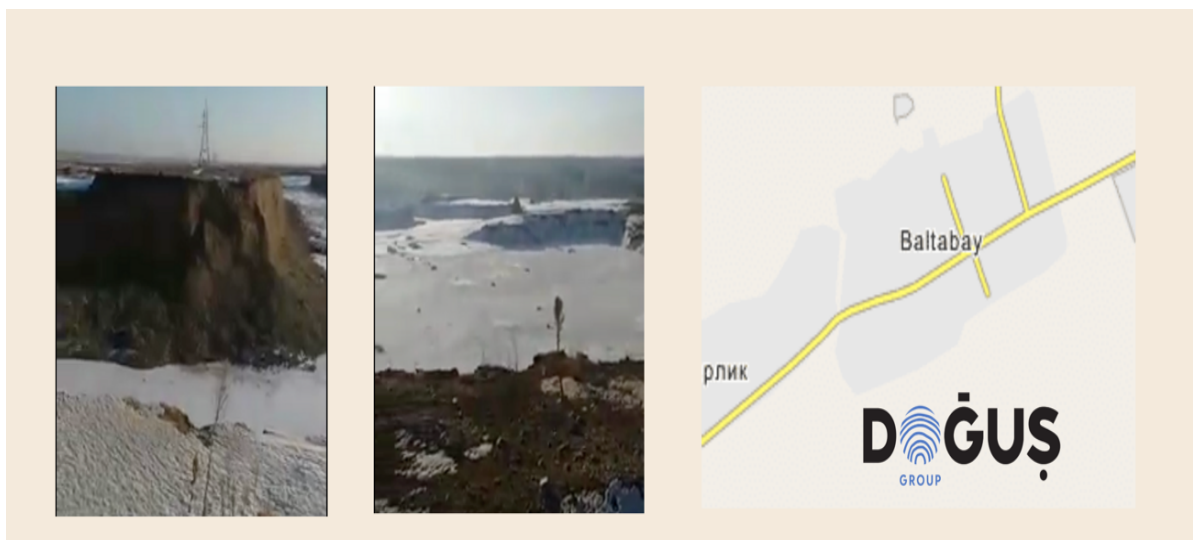 Baltabay
рлик
DOĞUŞ
GROUP